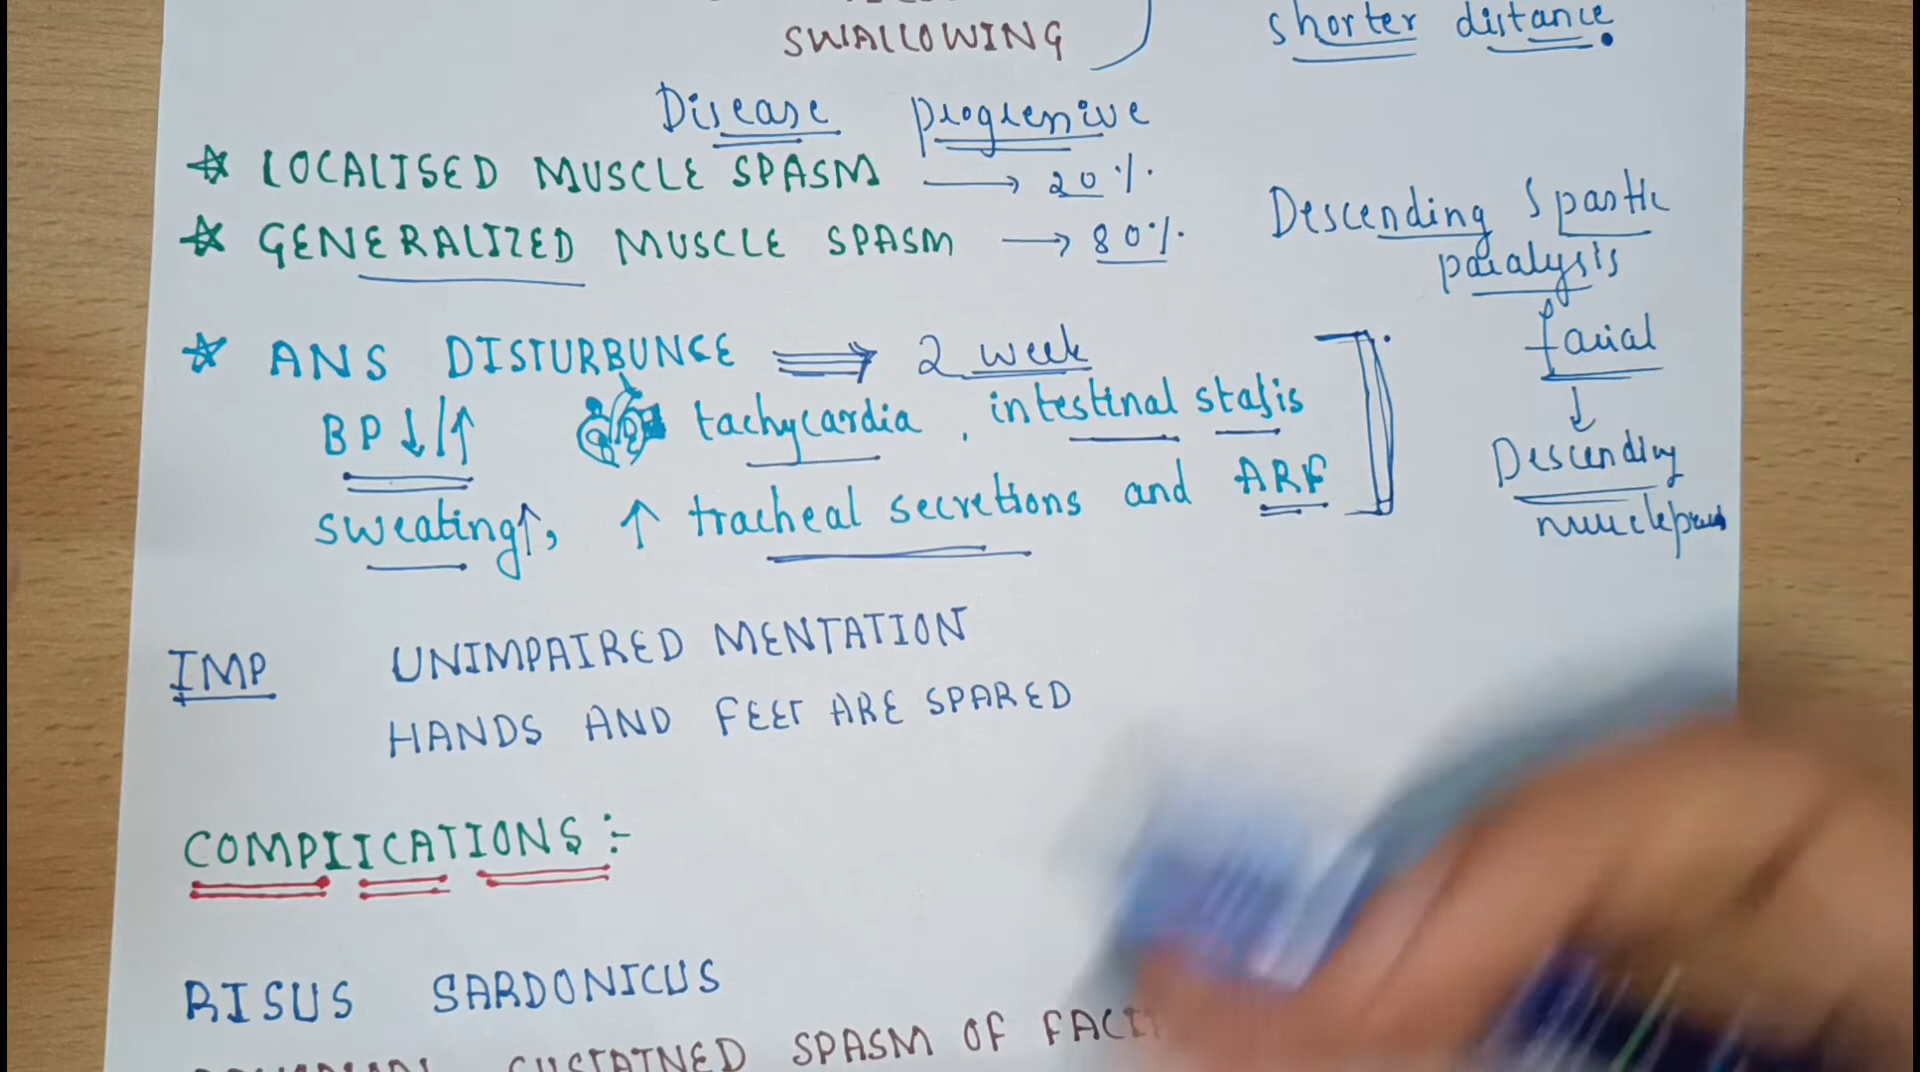 SWALLOWING
shorter distance.
Disease progressive
☆ LOCALISED MUSCLE SPASM → 20%.
☆ GENERALIZED MUSCLE SPASM → 80%.
Descending Spastic
paralysis
facial
↓
Descending
☆ ANS DISTURBUNCE ⟹ 2 week
BP↓/↑ tachycardia, intestinal stasis
sweating↑, ↑ tracheal secretions and ARF
IMP UNIMPAIRED MENTATION
HANDS AND FEET ARE SPARED
COMPLICATIONS :-
RISUS SARDONICUS
SUSTAINED SPASM OF